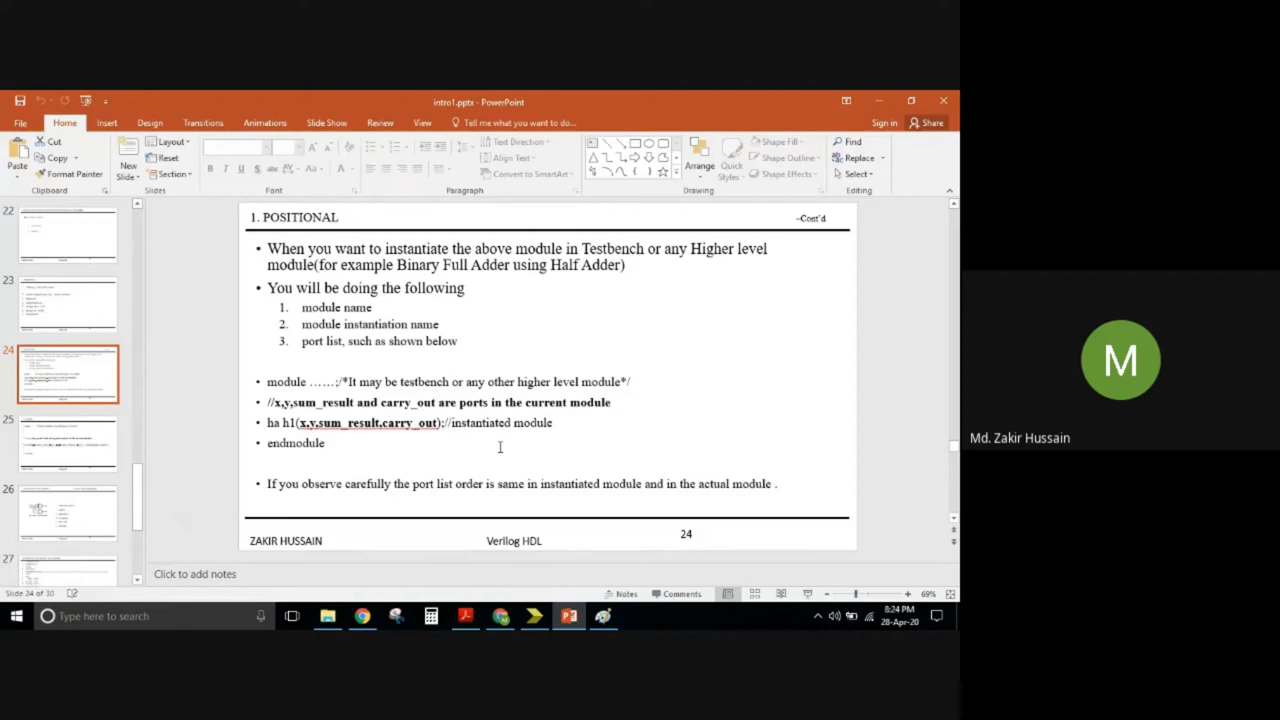 intro1.pptx - PowerPoint
File Home Insert Design Transitions Animations Slide Show Review View Tell me what you want to do... Sign in Share
Paste
Cut
Copy
Format Painter
Clipboard
New Slide
Layout
Reset
Section
Slides
B I U S abc AV Aa A
Font
Text Direction
Align Text
Convert to SmartArt
Paragraph
Arrange
Quick Styles
Shape Fill
Shape Outline
Shape Effects
Drawing
Find
Replace
Select
Editing
22
23
24
25
26
27
1. POSITIONAL –Cont'd
• When you want to instantiate the above module in Testbench or any Higher level
module(for example Binary Full Adder using Half Adder)
• You will be doing the following
1. module name
2. module instantiation name
3. port list, such as shown below
• module ……;/*It may be testbench or any other higher level module*/
• //x,y,sum_result and carry_out are ports in the current module
• ha h1(x,y,sum_result,carry_out);//instantiated module
• endmodule
• If you observe carefully the port list order is same in instantiated module and in the actual module .
ZAKIR HUSSAIN Verilog HDL 24
Click to add notes
Slide 24 of 30 Notes Comments 69%
Type here to search
8:24 PM
28-Apr-20
M
Md. Zakir Hussain